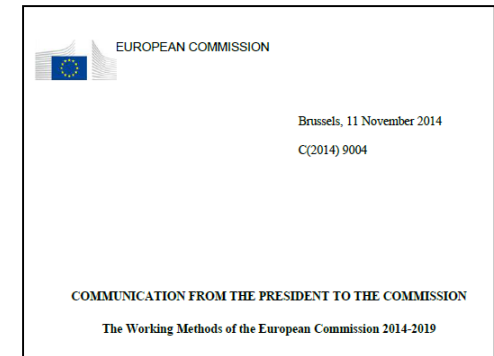 EUROPEAN COMMISSION
Brussels, 11 November 2014
C(2014) 9004
COMMUNICATION FROM THE PRESIDENT TO THE COMMISSION
The Working Methods of the European Commission 2014-2019